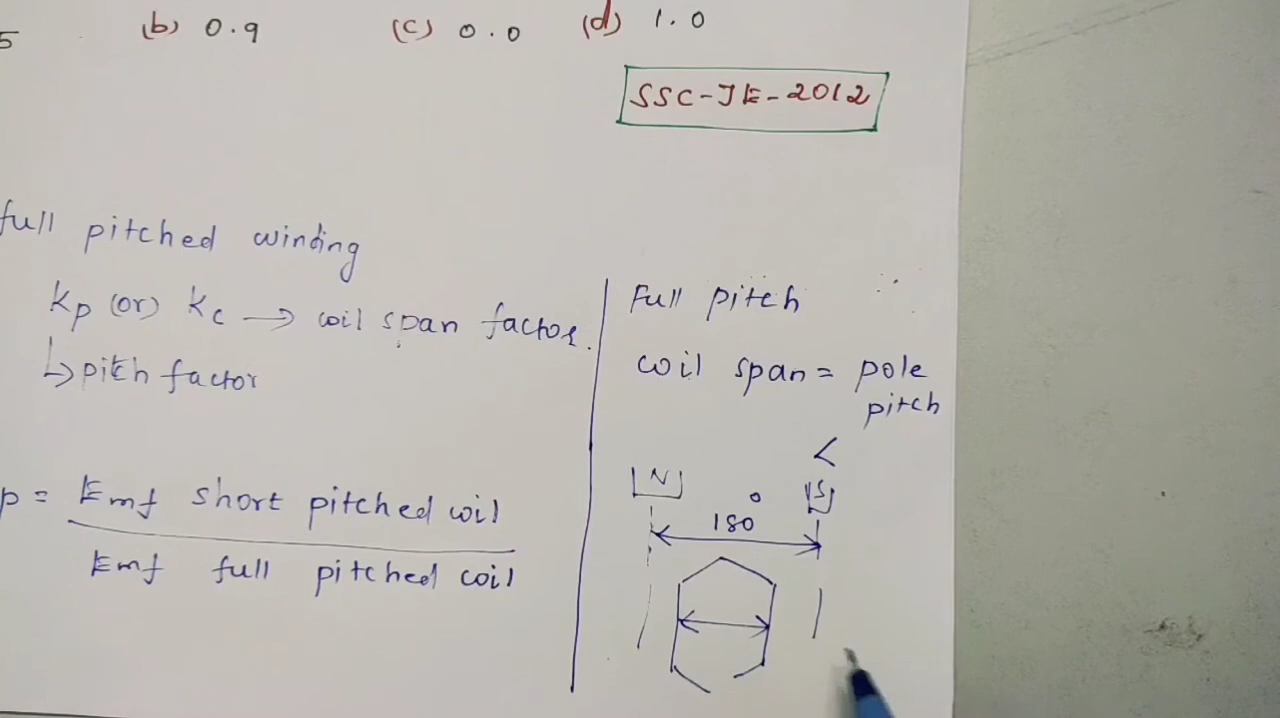 5 (b) 0.9 (c) 0.0 (d) 1.0
SSC-JE-2012
full pitched winding
Kp (or) Kc → coil span factor.
↳ pitch factor
p = Emf short pitched coil
Emf full pitched coil
Full pitch
coil span = pole
pitch
<
N
S
180°